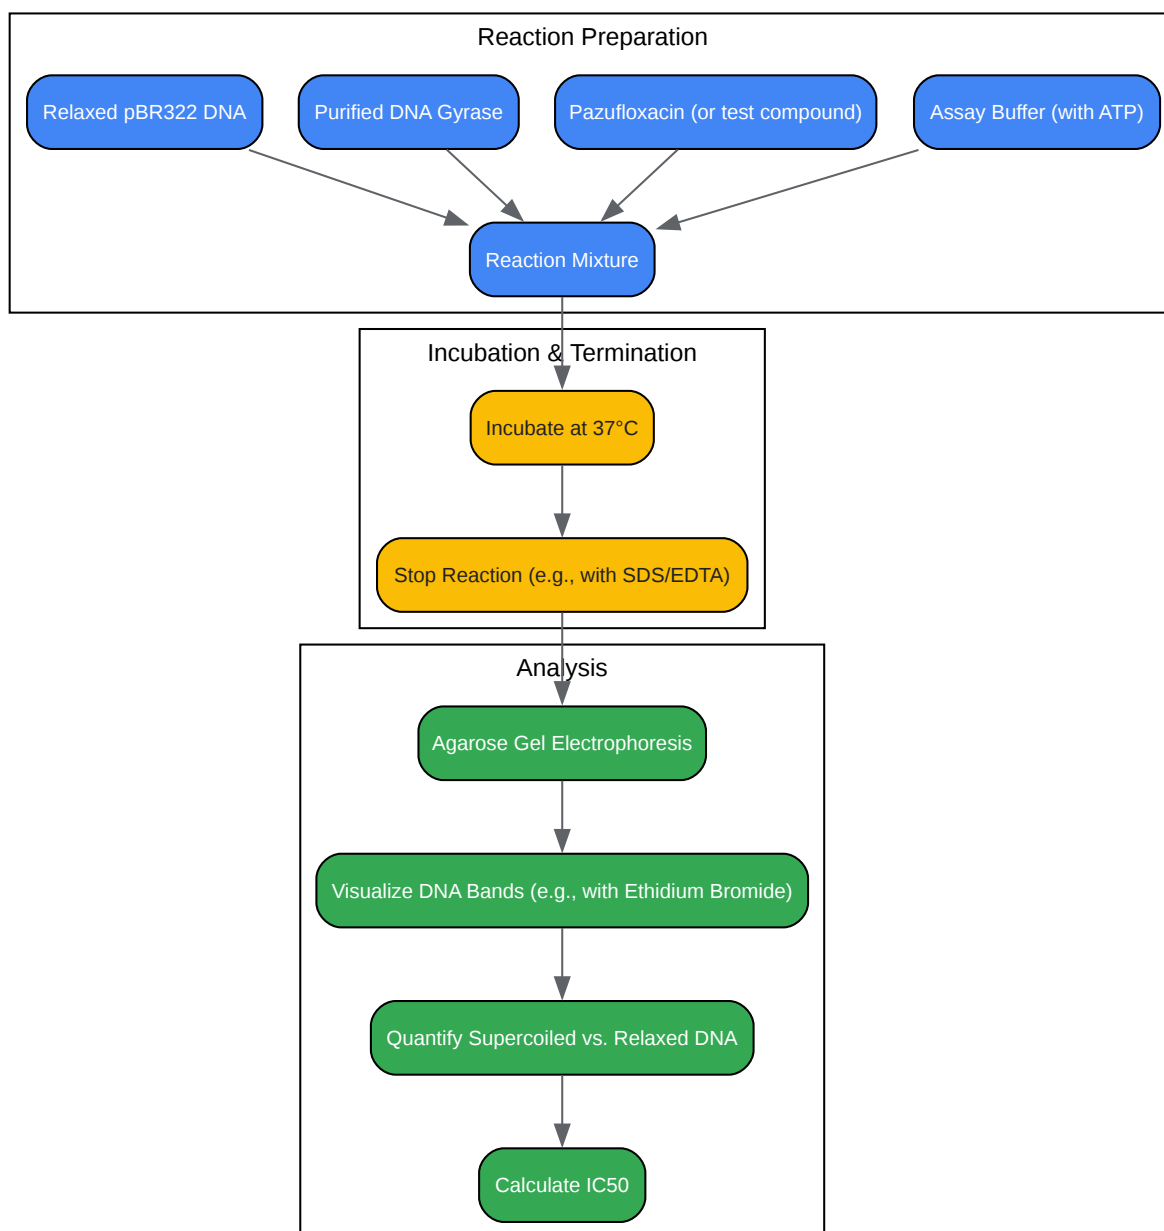 Reaction Preparation
Relaxed pBR322 DNA
Purified DNA Gyrase
Pazufloxacin (or test compound)
Assay Buffer (with ATP)
Reaction Mixture
Incubation & Termination
Incubate at 37°C
Stop Reaction (e.g., with SDS/EDTA)
Analysis
Agarose Gel Electrophoresis
Visualize DNA Bands (e.g., with Ethidium Bromide)
Quantify Supercoiled vs. Relaxed DNA
Calculate IC50